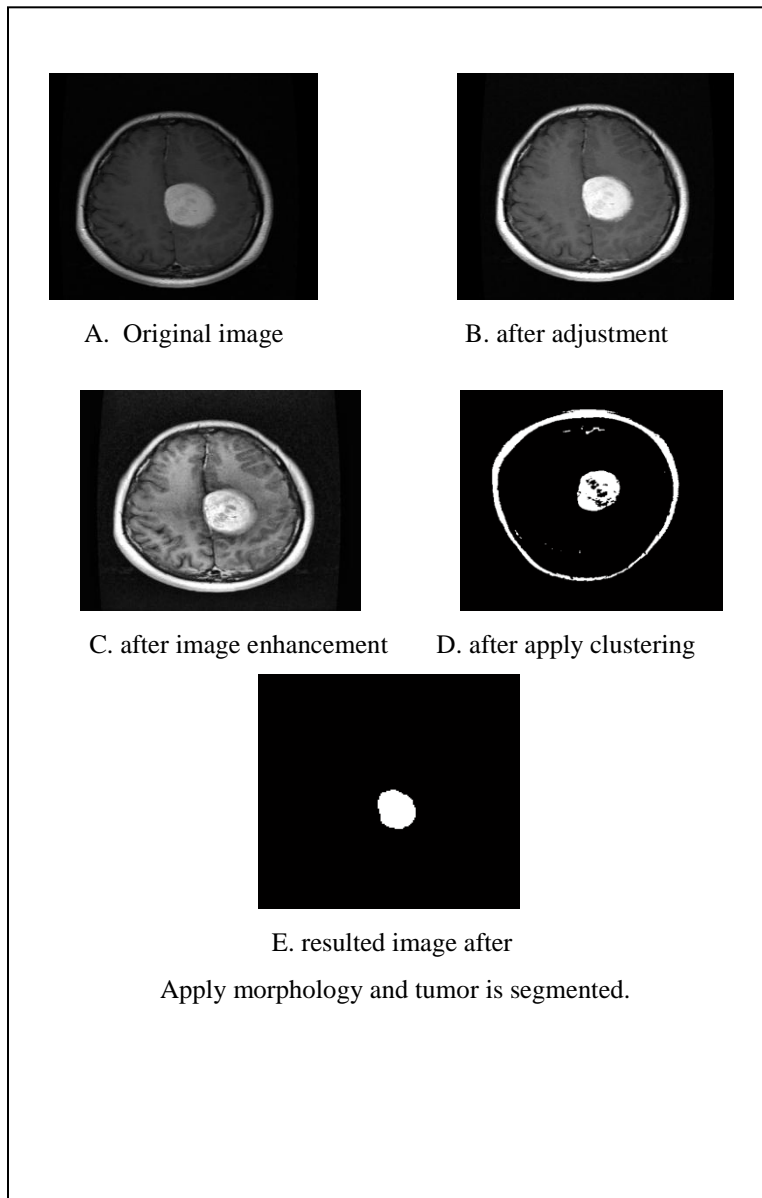 A. Original image
B. after adjustment
C. after image enhancement
D. after apply clustering
E. resulted image after
Apply morphology and tumor is segmented.